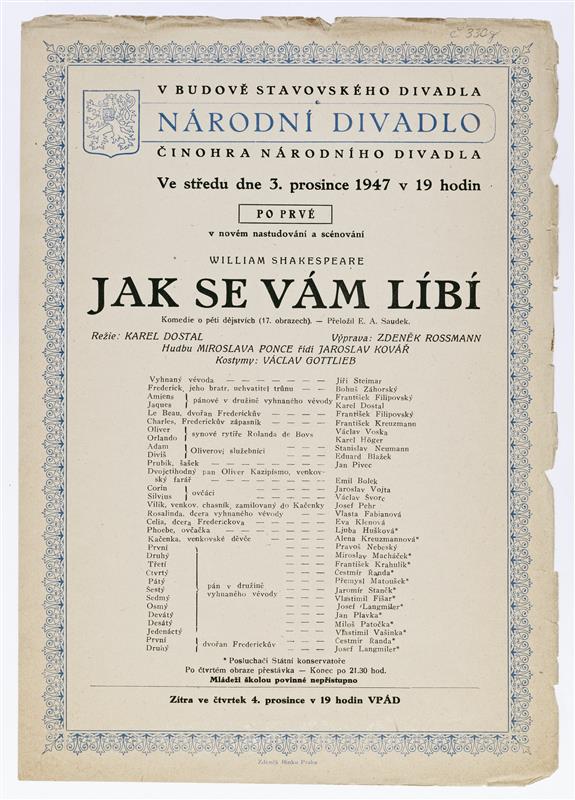 č 330g
V BUDOVĚ STAVOVSKÉHO DIVADLA
NÁRODNÍ DIVADLO
ČINOHRA NÁRODNÍHO DIVADLA
Ve středu dne 3. prosince 1947 v 19 hodin
PO PRVÉ
v novém nastudování a scénování
WILLIAM SHAKESPEARE
JAK SE VÁM LÍBÍ
Komedie o pěti dějstvích (17. obrazech). — Přeložil E. A. Saudek.
Režie: KAREL DOSTAL Výprava: ZDENĚK ROSSMANN
Hudbu MIROSLAVA PONCE řídí JAROSLAV KOVÁŘ
Kostymy: VÁCLAV GOTTLIEB
Vyhnaný vévoda — — — — — — — Jiří Steimar
Frederick, jeho bratr, uchvatitel trůnu — — Bohuš Záhorský
Amiens } pánové v družině vyhnaného vévody František Filipovský
Jaques } Karel Dostal
Le Beau, dvořan Frederickův — — — — František Filipovský
Charles, Frederickův zápasník — — — — František Kreuzmann
Oliver } synové rytíře Rolanda de Boys — — Václav Voska
Orlando } Karel Höger
Adam } Oliverovi služebníci — — — — Stanislav Neumann
Diviš } Eduard Blažek
Prubík, šašek — — — — — — — — Jan Pivec
Dvojctihodný pan Oliver Kazipísmo, venkov-
ský farář — — — — — — — — Emil Bolek
Corin } ovčáci — — — — — — — Jaroslav Vojta
Silvius } Václav Švorc
Vilík, venkov. chasník, zamilovaný do Kačenky Josef Pehr
Rosalinda, dcera vyhnaného vévody — — — Vlasta Fabianová
Celia, dcera Frederickova — — — — — Eva Klenová
Phoebe, ovčačka — — — — — — — Ljuba Hušková*
Kačenka, venkovské děvče — — — — Alena Kreuzmannová*
První } — — — Pravoš Nebeský
Druhý — — — Miroslav Macháček*
Třetí — — — František Krahulík*
Čtvrtý — — — Čestmír Řanda*
Pátý pán v družině — — — Přemysl Matoušek*
Šestý vyhnaného vévody — — — Jaromír Staněk*
Sedmý — — — Vlastimil Fišar*
Osmý — — — Josef Langmiler*
Devátý — — — Jan Plavka*
Desátý — — — Miloš Patočka*
Jedenáctý — — — Vlastimil Vašinka*
První } dvořan Frederickův — — — Čestmír Řanda*
Druhý } Josef Langmiler*
* Posluchači Státní konservatoře
Po čtvrtém obraze přestávka — Konec po 21.30 hod.
Mládeži školou povinné nepřístupno
Zítra ve čtvrtek 4. prosince v 19 hodin VPÁD
Zdeněk Binko Praha